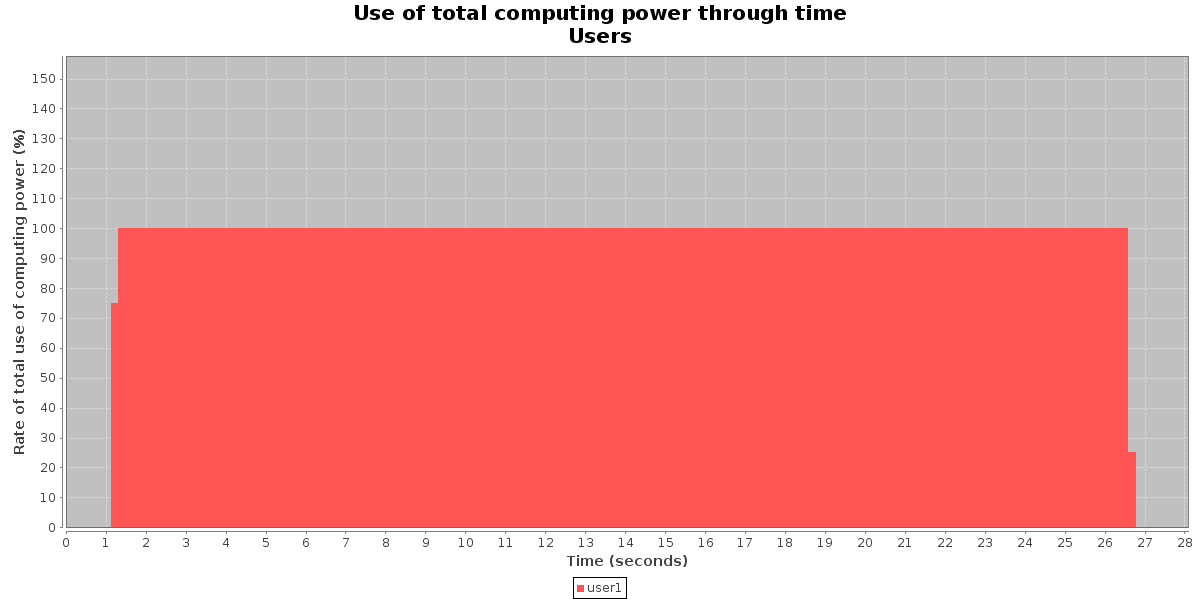 Use of total computing power through time
Users
Rate of total use of computing power (%)
150
140
130
120
110
100
90
80
70
60
50
40
30
20
10
0
0 1 2 3 4 5 6 7 8 9 10 11 12 13 14 15 16 17 18 19 20 21 22 23 24 25 26 27 28
Time (seconds)
user1